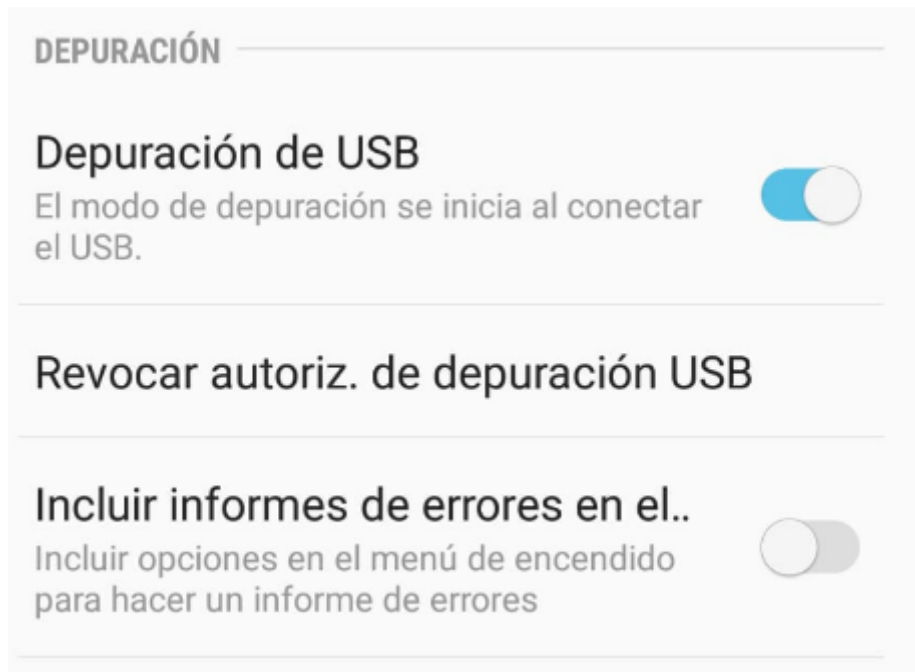 DEPURACIÓN
Depuración de USB
El modo de depuración se inicia al conectar
el USB.
Revocar autoriz. de depuración USB
Incluir informes de errores en el..
Incluir opciones en el menú de encendido
para hacer un informe de errores